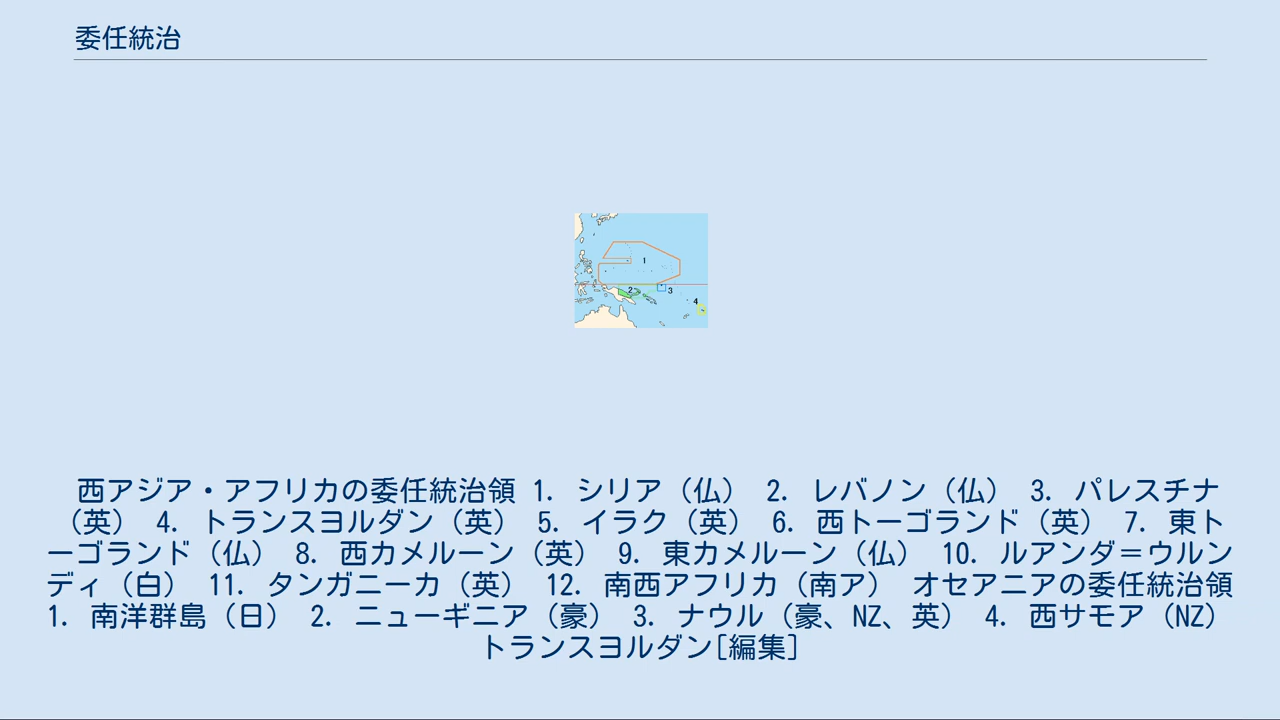 委任統治
1
2
3
4
西アジア・アフリカの委任統治領 1. シリア（仏） 2. レバノン（仏） 3. パレスチナ
（英） 4. トランスヨルダン（英） 5. イラク（英） 6. 西トーゴランド（英） 7. 東ト
ーゴランド（仏） 8. 西カメルーン（英） 9. 東カメルーン（仏） 10. ルアンダ＝ウルン
ディ（白） 11. タンガニーカ（英） 12. 南西アフリカ（南ア） オセアニアの委任統治領
1. 南洋群島（日） 2. ニューギニア（豪） 3. ナウル（豪、NZ、英） 4. 西サモア（NZ）
トランスヨルダン[編集]